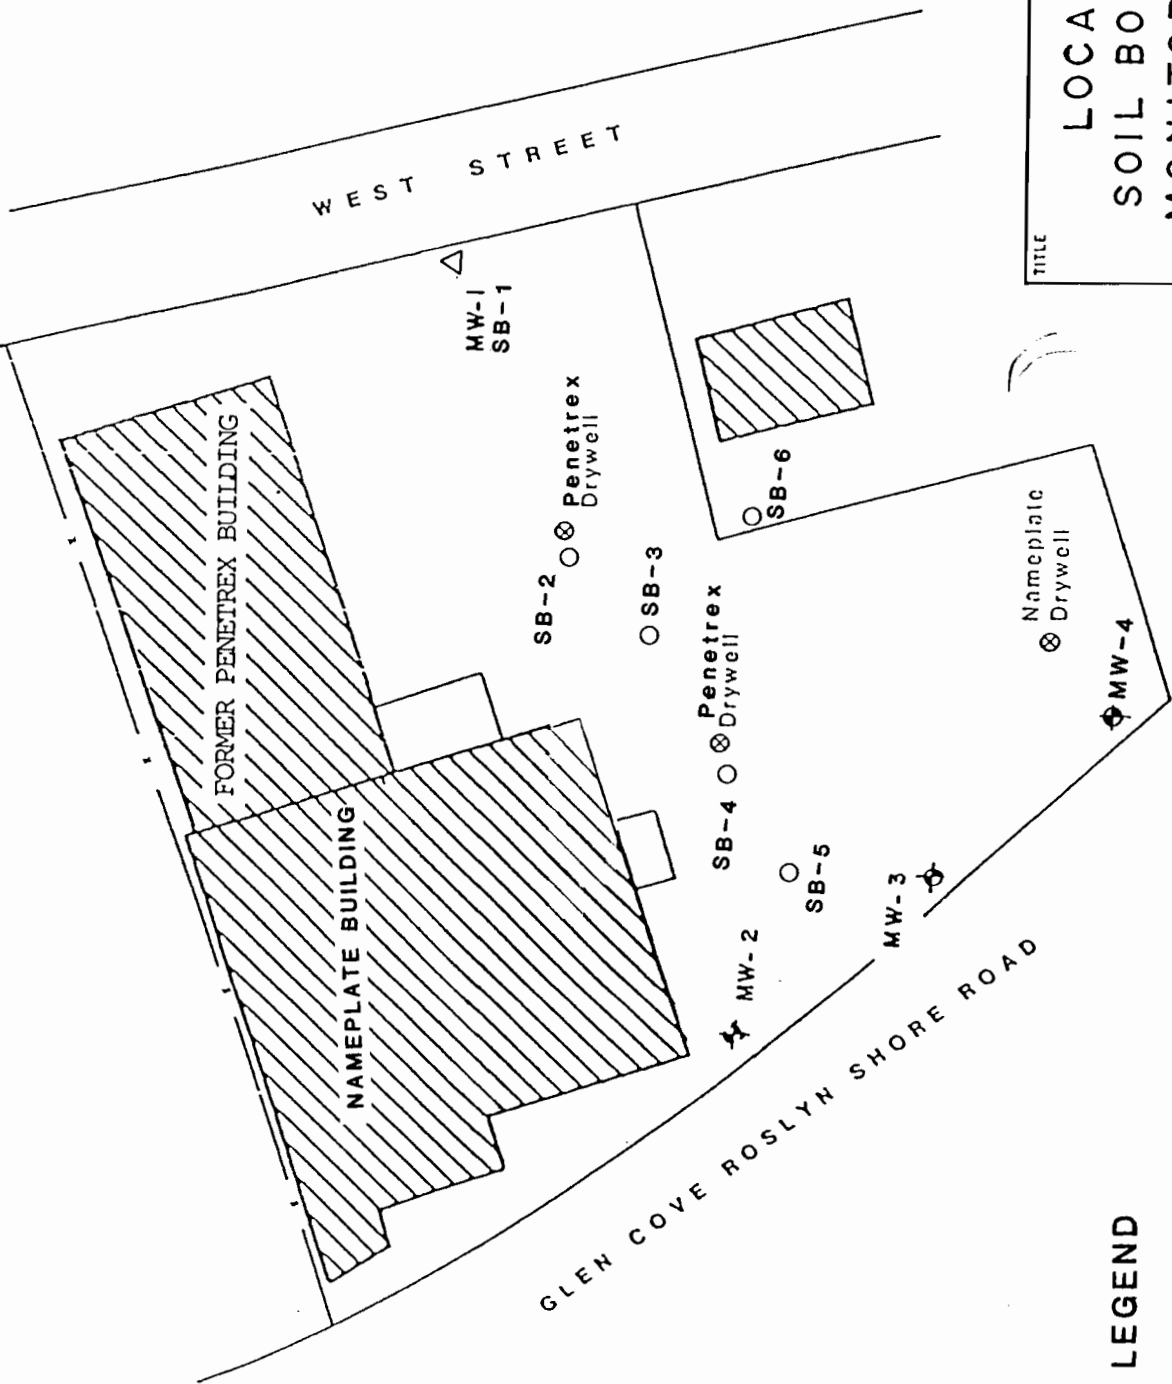 WEST STREET
MW-1
SB-1
FORMER PENETREX BUILDING
Penetrex
Drywell
SB-2
SB-3
SB-6
Penetrex
Drywell
SB-4
SB-5
Nameplate
Drywell
MW-4
MW-3
MW-2
NAMEPLATE BUILDING
GLEN COVE ROSLYN SHORE ROAD
LEGEND
TITLE
LOCA
SOIL BO